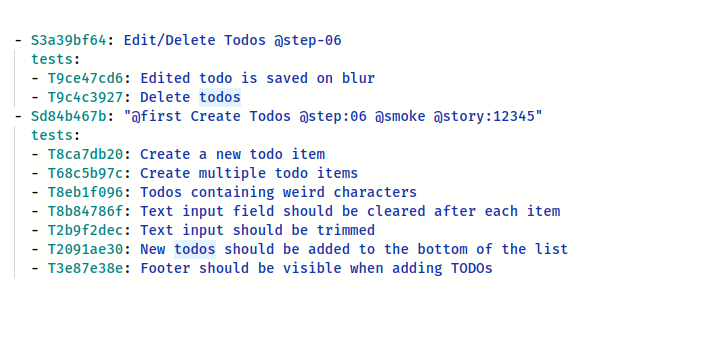 - S3a39bf64: Edit/Delete Todos @step-06
tests:
- T9ce47cd6: Edited todo is saved on blur
- T9c4c3927: Delete todos
- Sd84b467b: "@first Create Todos @step:06 @smoke @story:12345"
tests:
- T8ca7db20: Create a new todo item
- T68c5b97c: Create multiple todo items
- T8eb1f096: Todos containing weird characters
- T8b84786f: Text input field should be cleared after each item
- T2b9f2dec: Text input should be trimmed
- T2091ae30: New todos should be added to the bottom of the list
- T3e87e38e: Footer should be visible when adding TODOs